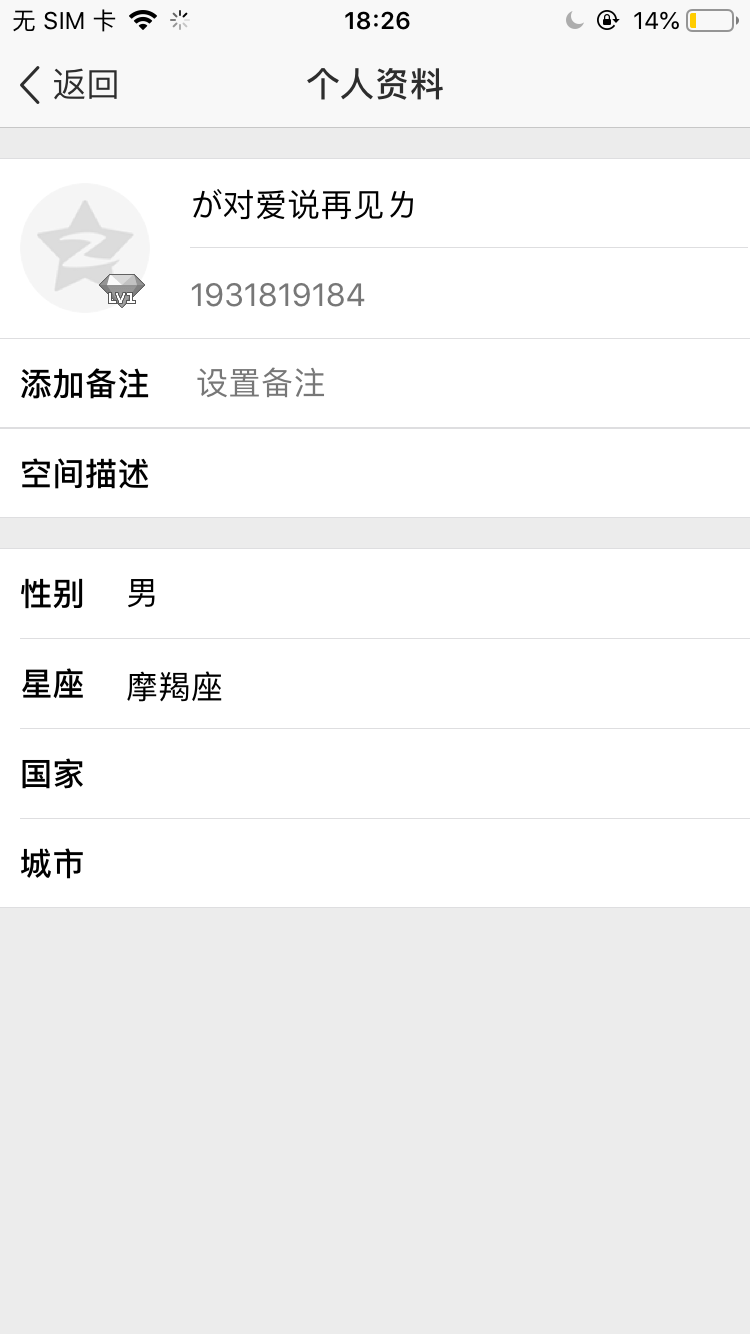 无 SIM 卡 18:26 14%
返回 个人资料
が对爱说再见ㄌ
LV1
1931819184
添加备注 设置备注
空间描述
性别 男
星座 摩羯座
国家
城市